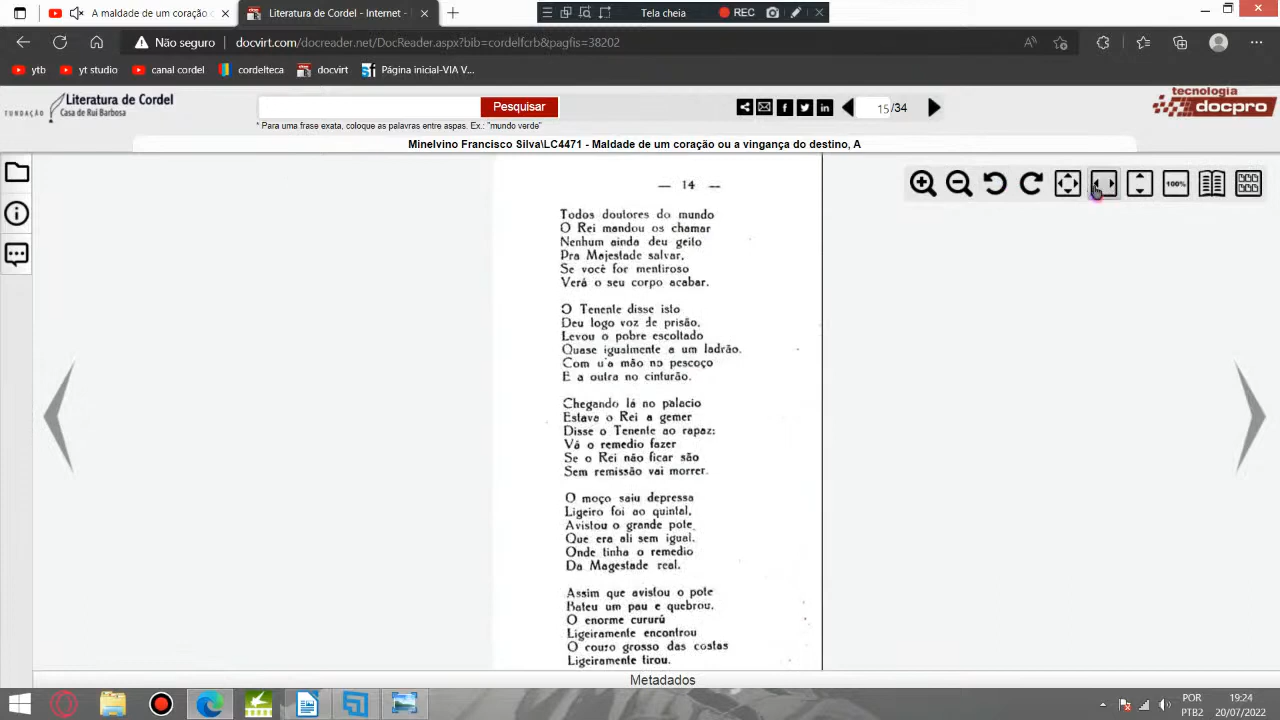 A maldade de um coração o
Literatura de Cordel - Internet -
Tela cheia
REC
Não seguro
docvirt.com/docreader.net/DocReader.aspx?bib=cordelfcrb&pagfis=38202
ytb
yt studio
canal cordel
cordelteca
docvirt
Página inicial-VIA V...
FUNDAÇÃO
Literatura de Cordel
Casa de Rui Barbosa
Pesquisar
* Para uma frase exata, coloque as palavras entre aspas. Ex.: "mundo verde"
15/34
tecnologia
docpro
Minelvino Francisco Silva\LC4471 - Maldade de um coração ou a vingança do destino, A
100%
— 14 —
Todos doutores do mundo
O Rei mandou os chamar
Nenhum ainda deu geito
Pra Majestade salvar,
Se você for mentiroso
Verá o seu corpo acabar.
O Tenente disse isto
Deu logo voz de prisão,
Levou o pobre escoltado
Quase igualmente a um ladrão.
Com u'a mão no pescoço
E a outra no cinturão.
Chegando lá no palacio
Estava o Rei a gemer
Disse o Tenente ao rapaz:
Vá o remedio fazer
Se o Rei não ficar são
Sem remissão vai morrer.
O moço saiu depressa
Ligeiro foi ao quintal,
Avistou o grande pote
Que era ali sem igual.
Onde tinha o remedio
Da Magestade real.
Assim que avistou o pote
Bateu um pau e quebrou,
O enorme cururú
Ligeiramente encontrou
O couro grosso das costas
Ligeiramente tirou.
Metadados
POR
PTB2
19:24
20/07/2022